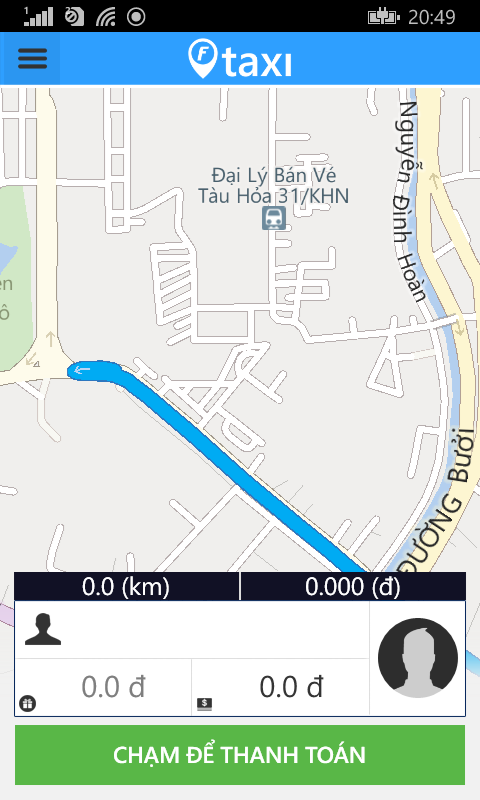 1 20:49
F taxi
Đại Lý Bán Vé
Tàu Hỏa 31/KHN
Nguyễn Đình Hoàn
ĐƯỜNG Bưởi
0.0 (km) 0.000 (đ)
0.0 đ 0.0 đ
$
CHẠM ĐỂ THANH TOÁN